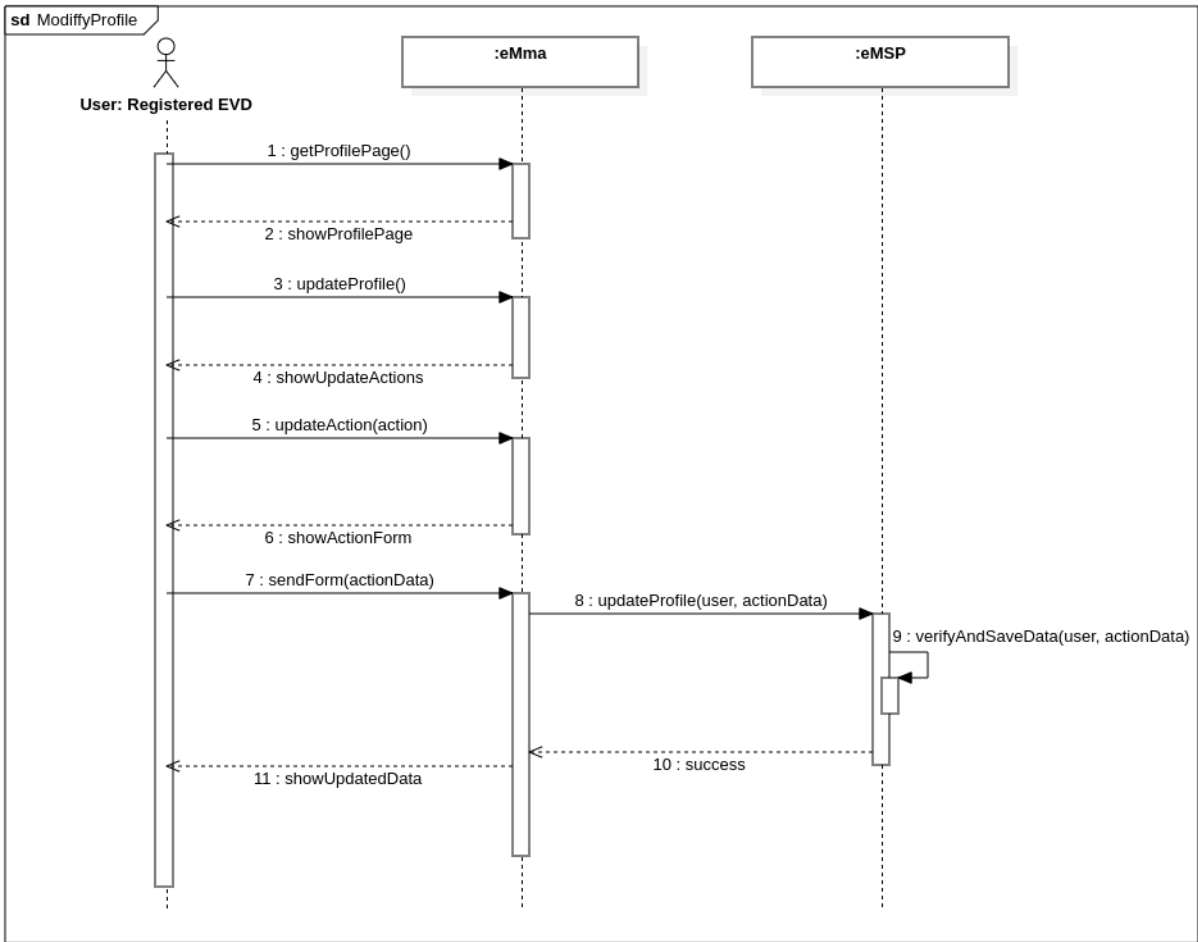 sd ModiffyProfile
:eMma
:eMSP
User: Registered EVD
1 : getProfilePage()
2 : showProfilePage
3 : updateProfile()
4 : showUpdateActions
5 : updateAction(action)
6 : showActionForm
7 : sendForm(actionData)
8 : updateProfile(user, actionData)
9 : verifyAndSaveData(user, actionData)
10 : success
11 : showUpdatedData